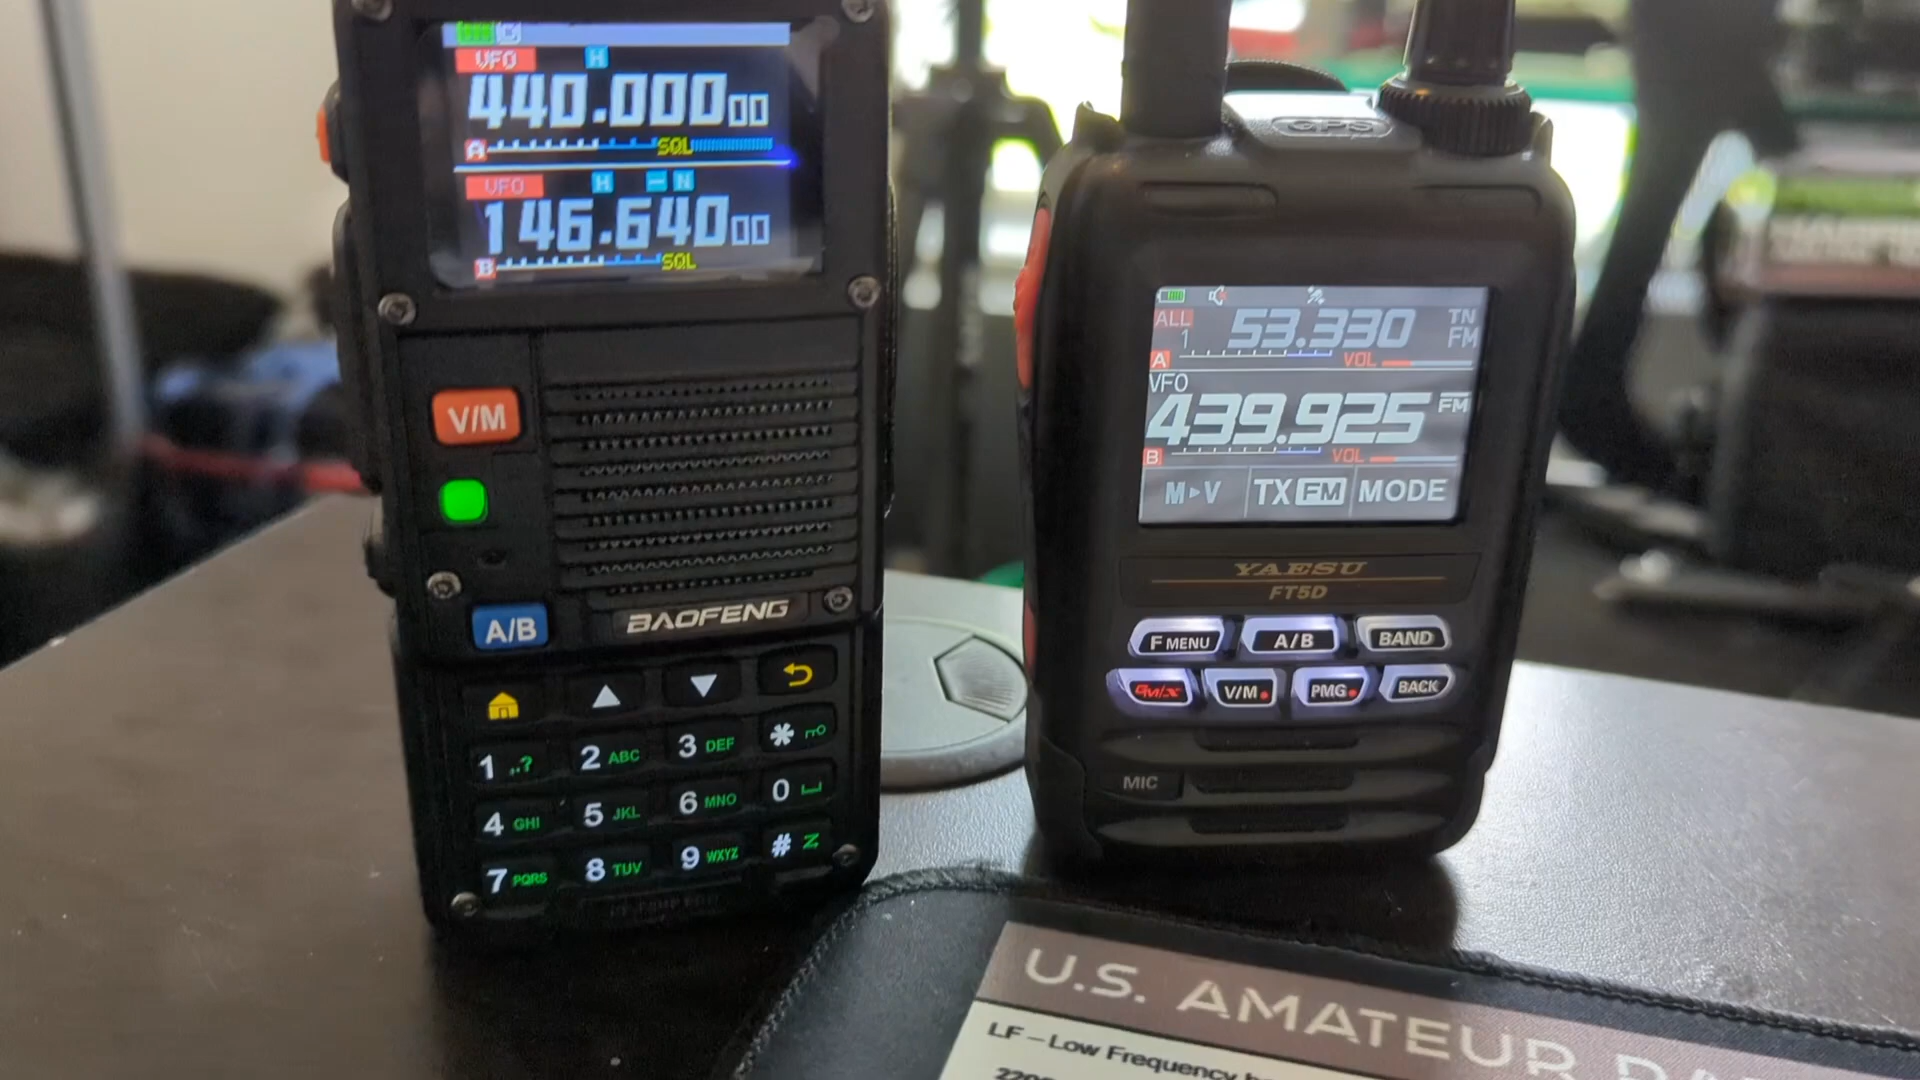 VFO H
440.00000
A SQL
VFO H N
146.64000
B SQL
V/M
A/B
BAOFENG
1 ,.?
2 ABC
3 DEF
*
4 GHI
5 JKL
6 MNO
0
7 PQRS
8 TUV
9 WXYZ
#
GPS
ALL 1 53.330 TN FM
A VOL
VFO
439.925 FM
B VOL
M▸V TX FM MODE
YAESU
FT5D
F MENU A/B BAND
V/M PMG BACK
MIC
U.S. AMATEUR
LF – Low Frequency